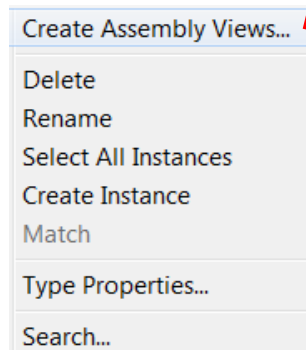 Create Assembly Views...
Delete
Rename
Select All Instances
Create Instance
Match
Type Properties...
Search...